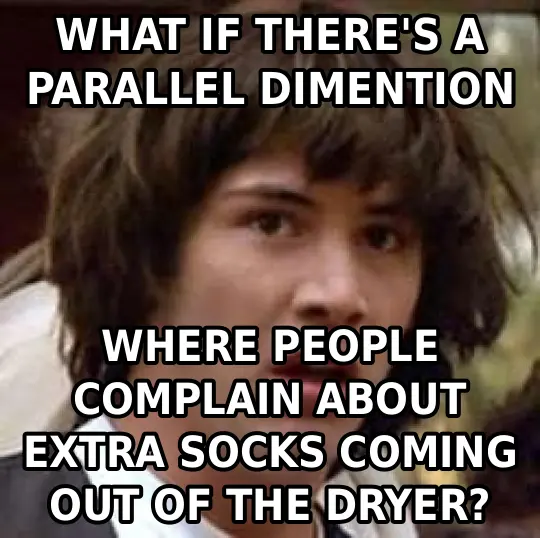 WHAT IF THERE'S A
PARALLEL DIMENTION
WHERE PEOPLE
COMPLAIN ABOUT
EXTRA SOCKS COMING
OUT OF THE DRYER?